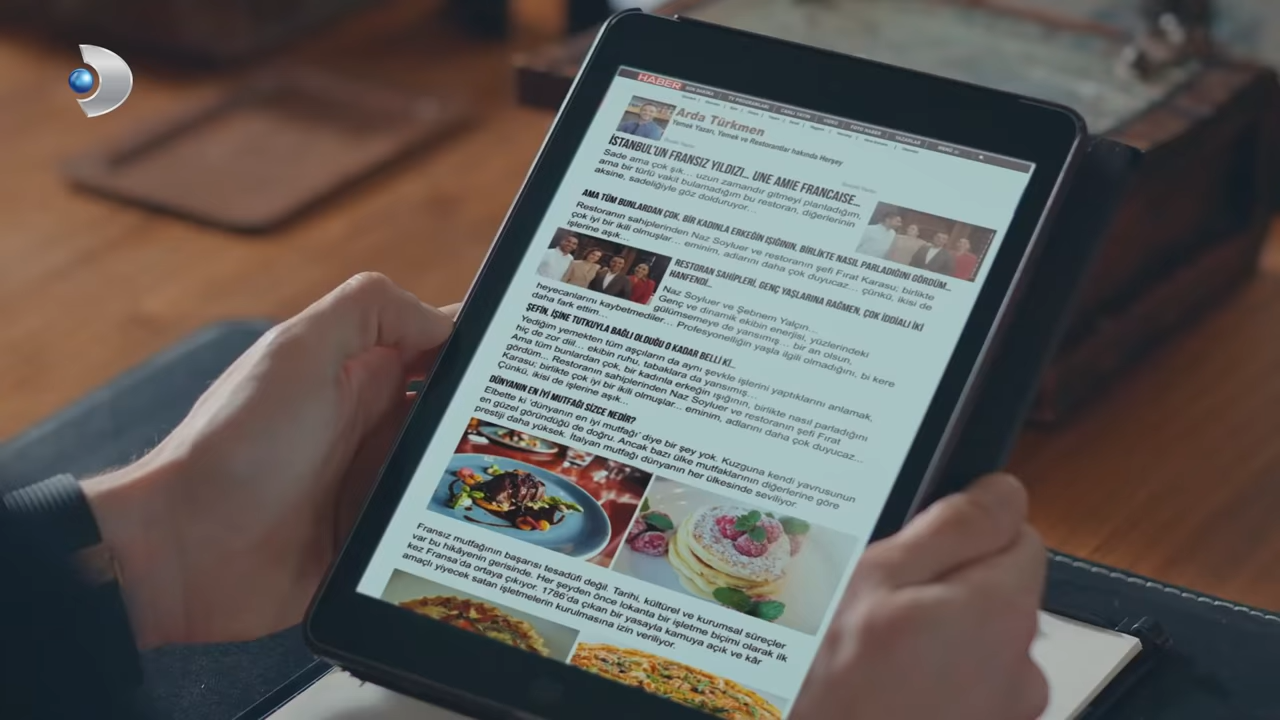 HABER SON DAKİKA
Arda Türkmen
Yemek Yazarı, Yemek ve Restorantlar hakında Herşey
İSTANBUL'UN FRANSIZ YILDIZI... UNE AMIE FRANCAISE...
Sade ama çok şık... uzun zamandır gitmeyi planladığım,
ama bir türlü vakit bulamadığım bu restoran, diğerlerinin
aksine, sadeliğiyle göz dolduruyor...
AMA TÜM BUNLARDAN ÇOK, BİR KADINLA ERKEĞİN IŞIĞININ, BİRLİKTE NASIL PARLADIĞINI GÖRDÜM...
Restoranın sahiplerinden Naz Soyluer ve restoranın şefi Fırat Karasu; birlikte
çok iyi bir ikili olmuşlar... eminim, adlarını daha çok duyucaz... çünkü, ikisi de
işlerine aşık...
RESTORAN SAHİPLERİ, GENÇ YAŞLARINA RAĞMEN, ÇOK İDDİALI İKİ
HANFENDİ...
Naz Soyluer ve Şebnem Yalçın...
Genç ve dinamik ekibin enerjisi, yüzlerindeki
gülümsemeye de yansımış... bir an olsun,
heyecanlarını kaybetmediler... Profesyonelliğin yaşla ilgili olmadığını, bi kere
daha fark ettim...
ŞEFİN, İŞİNE TUTKUYLA BAĞLI OLDUĞU O KADAR BELLİ Kİ...
Yediğim yemekten tüm aşçıların da aynı şevkle işlerini yaptıklarını anlamak,
hiç de zor diil... ekibin ruhu, tabaklara da yansımış...
Ama tüm bunlardan çok, bir kadınla erkeğin ışığının, birlikte nasıl parladığını
gördüm... Restoranın sahiplerinden Naz Soyluer ve restoranın şefi Fırat
Karasu; birlikte çok iyi bir ikili olmuşlar... eminim, adlarını daha çok duyucaz...
Çünkü, ikisi de işlerine aşık...
DÜNYANIN EN İYİ MUTFAĞI SİZCE NEDİR?
Elbette ki 'dünyanın en iyi mutfağı' diye bir şey yok. Kuzguna kendi yavrusunun
en güzel göründüğü de doğru. Ancak bazı ülke mutfaklarının diğerlerine göre
prestiji daha yüksek. İtalyan mutfağı dünyanın her ülkesinde seviliyor.
Fransız mutfağının başarısı tesadüfi değil. Tarihi, kültürel ve kurumsal süreçler
var bu hikâyenin gerisinde. Her şeyden önce lokanta bir işletme biçimi olarak ilk
kez Fransa'da ortaya çıkıyor. 1786'da çıkan bir yasayla kamuya açık ve kâr
amaçlı yiyecek satan işletmelerin kurulmasına izin veriliyor.